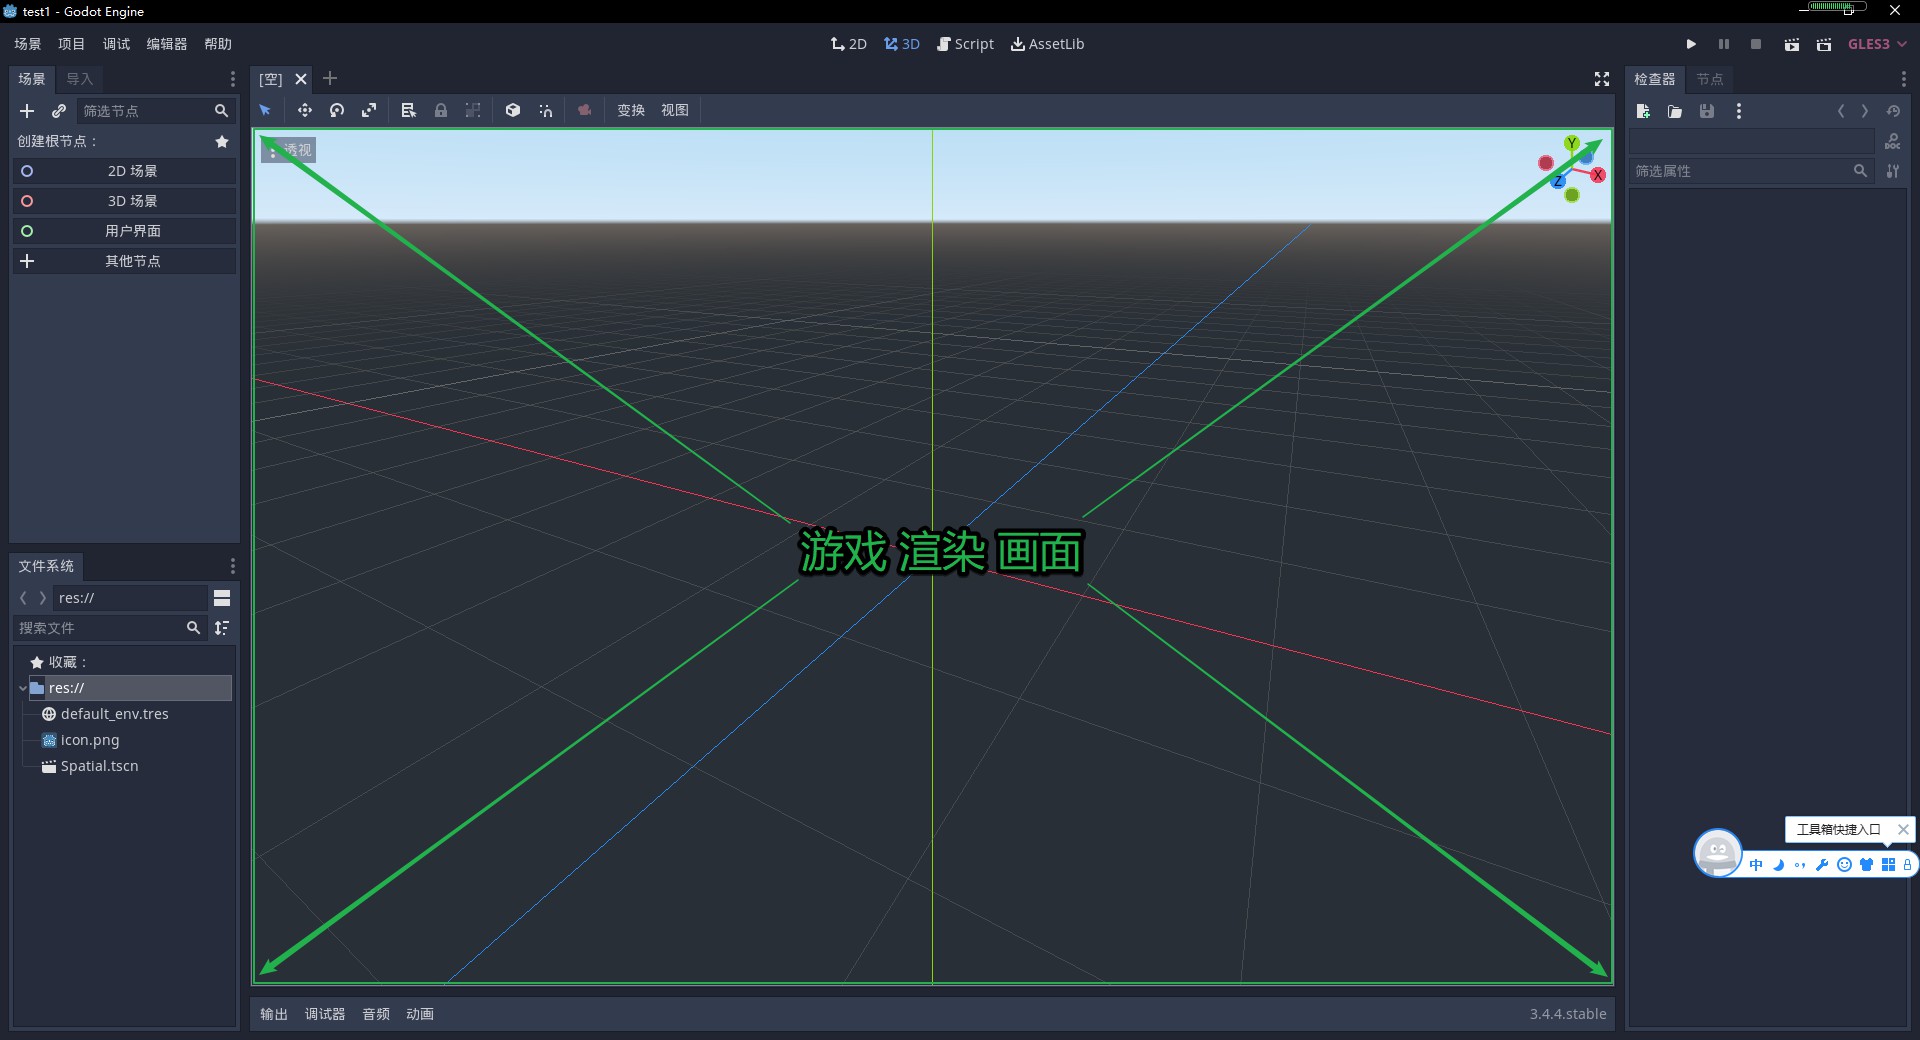 test1 - Godot Engine
场景 项目 调试 编辑器 帮助
2D 3D Script AssetLib
GLES3
场景 导入
[空]
检查器 节点
筛选节点
变换 视图
创建根节点：
透视
Y
X
Z
DOC
2D 场景
筛选属性
3D 场景
用户界面
其他节点
游戏 渲染 画面
文件系统
res://
搜索文件
收藏：
res://
default_env.tres
icon.png
Spatial.tscn
工具箱快捷入口
中
输出 调试器 音频 动画
3.4.4.stable